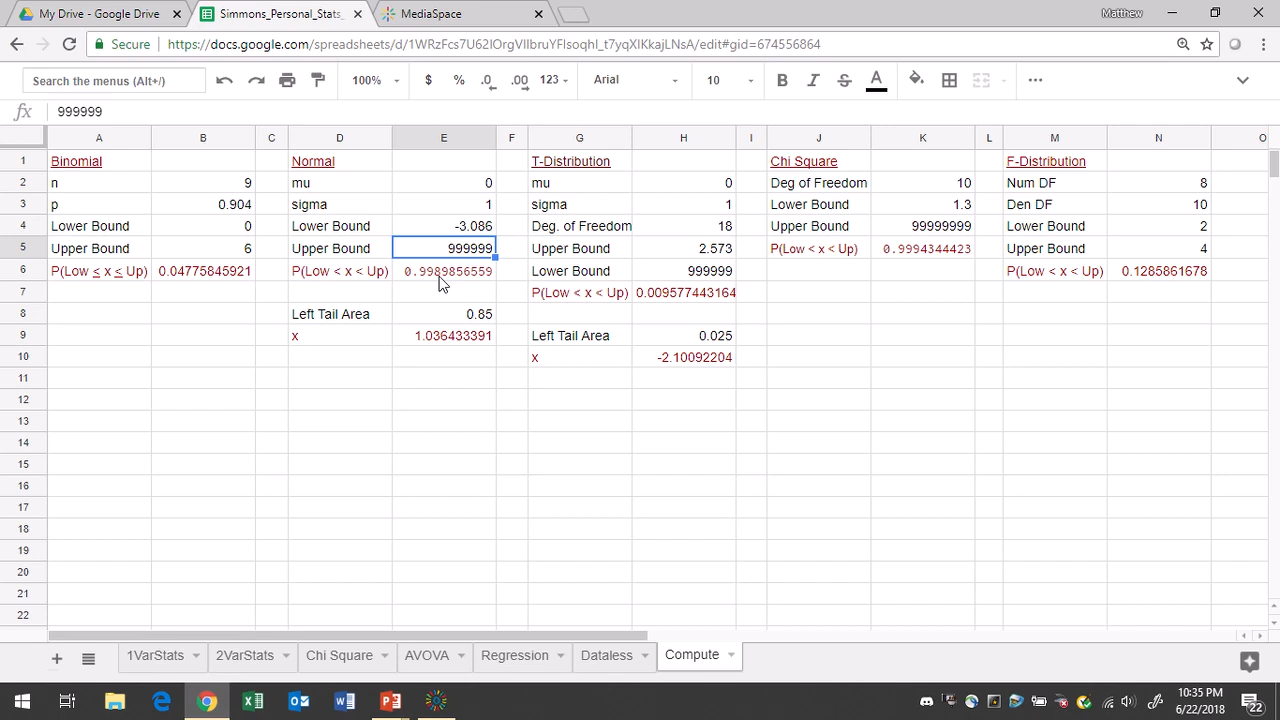 My Drive - Google Drive × Simmons_Personal_Stats_ × MediaSpace × Matthew
Secure https://docs.google.com/spreadsheets/d/1WRzFcs7U62IOrgVIIbruYFIsoqhl_t7yqXIKkajLNsA/edit#gid=674556864
Search the menus (Alt+/) 100% $ % .0 .00 123 Arial 10 B I S A
fx 999999
A B C D E F G H I J K L M N O
1 Binomial Normal T-Distribution Chi Square F-Distribution
2 n 9 mu 0 mu 0 Deg of Freedom 10 Num DF 8
3 p 0.904 sigma 1 sigma 1 Lower Bound 1.3 Den DF 10
4 Lower Bound 0 Lower Bound -3.086 Deg. of Freedom 18 Upper Bound 99999999 Lower Bound 2
5 Upper Bound 6 Upper Bound 999999 Upper Bound 2.573 P(Low < x < Up) 0.9994344423 Upper Bound 4
6 P(Low ≤ x ≤ Up) 0.04775845921 P(Low < x < Up) 0.9989856559 Lower Bound 999999 P(Low < x < Up) 0.1285861678
7 P(Low < x < Up) 0.009577443164
8 Left Tail Area 0.85
9 x 1.036433391 Left Tail Area 0.025
10 x -2.10092204
11
12
13
14
15
16
17
18
19
20
21
22
1VarStats 2VarStats Chi Square AVOVA Regression Dataless Compute
10:35 PM
6/22/2018
22